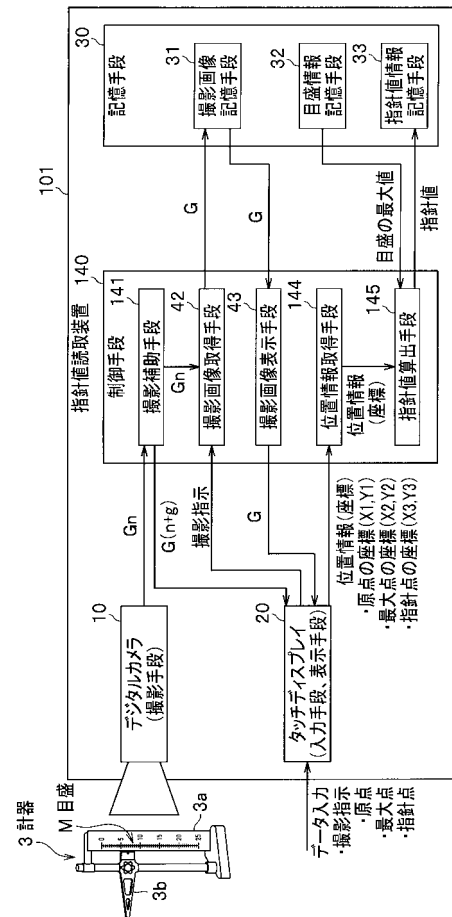 101
指針値読取装置
140
制御手段
141
撮影補助手段
Gn
42
撮影画像取得手段
43
撮影画像表示手段
144
位置情報取得手段
位置情報
(座標)
145
指針値算出手段
30
記憶手段
31
撮影画像
記憶手段
32
目盛情報
記憶手段
33
指針値情報
記憶手段
G
G
目盛の最大値
指針値
Gn
G(n+g)
撮影指示
G
位置情報(座標)
・原点の座標(X1,Y1)
・最大点の座標(X2,Y2)
・指針点の座標(X3,Y3)
10
デジタルカメラ
(撮影手段)
20
タッチディスプレイ
(入力手段、表示手段)
データ入力
・撮影指示
・原点
・最大点
・指針点
3 計器
M 目盛
3a
3b
0
5
10
15
20
25